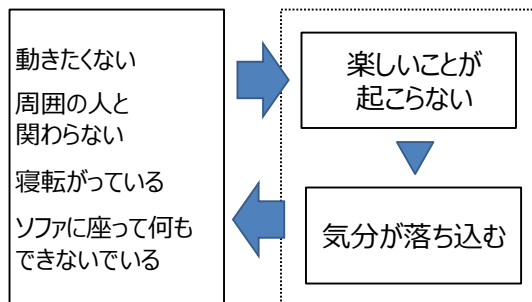 動きたくない
周囲の人と
関わらない
寝転がっている
ソファに座って何も
できないでいる
楽しいことが
起こらない
気分が落ち込む